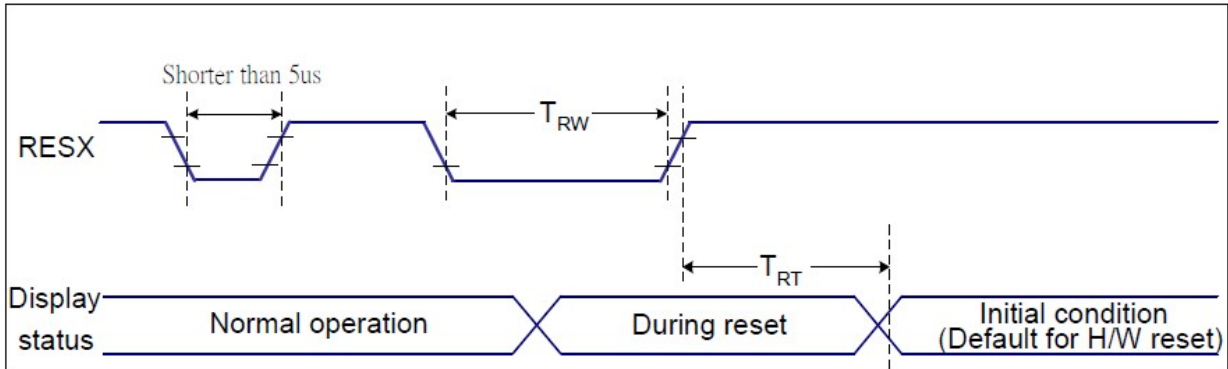 Shorter than 5us
RESX
TRW
TRT
Display
status
Normal operation
During reset
Initial condition
(Default for H/W reset)